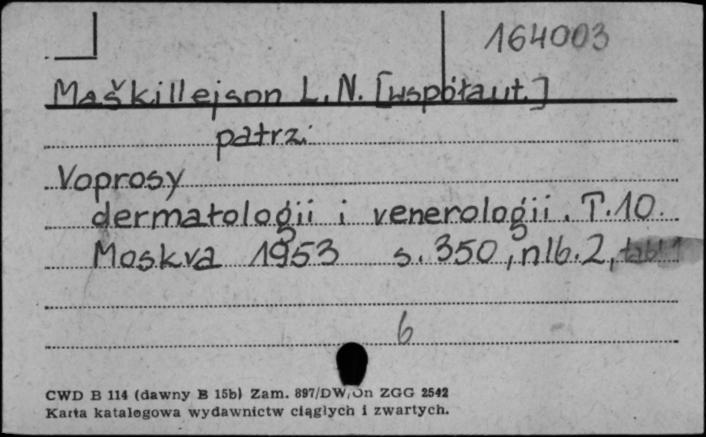 164003
Maškillejson L.N. [współaut.]
patrz:
Voprosy
dermatologii i venerologii. T.10.
Moskva 1953 s. 350, nlb. 2,
6
CWD B 114 (dawny B 15b) Zam. 897/DW/On ZGG 2542
Karta katalogowa wydawnictw ciągłych i zwartych.